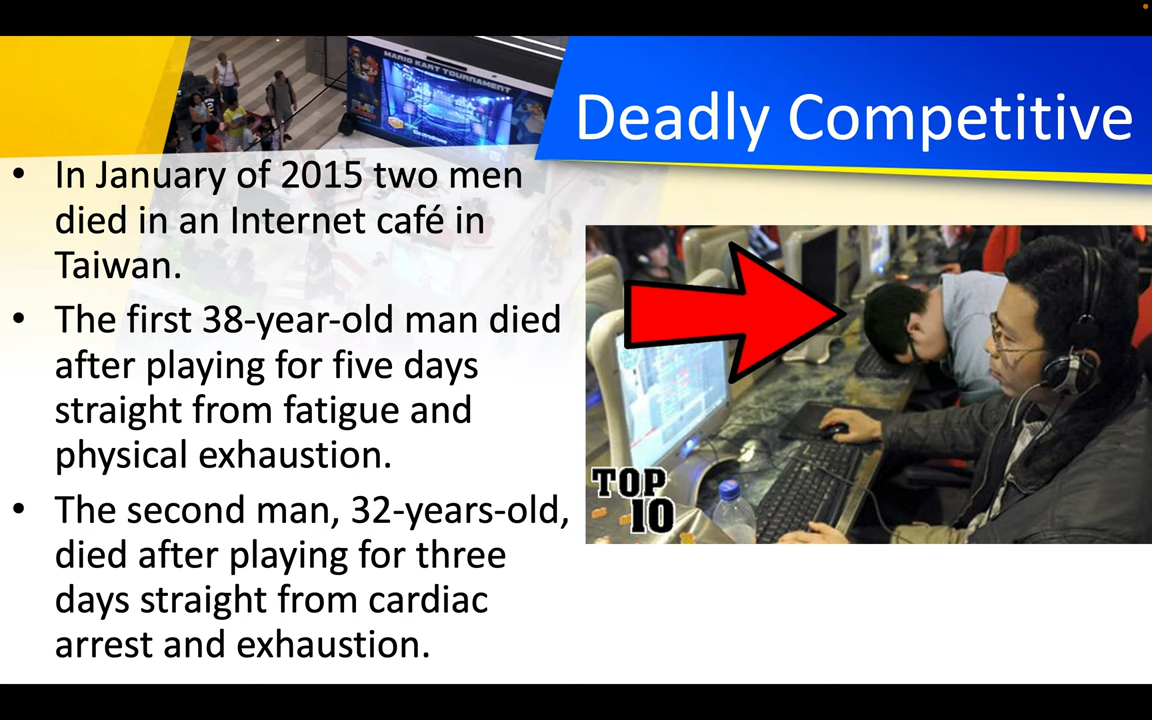 MARIO KART TOURNAMENT
Deadly Competitive
• In January of 2015 two men
died in an Internet café in
Taiwan.
• The first 38-year-old man died
after playing for five days
straight from fatigue and
physical exhaustion.
• The second man, 32-years-old,
died after playing for three
days straight from cardiac
arrest and exhaustion.
TOP
10